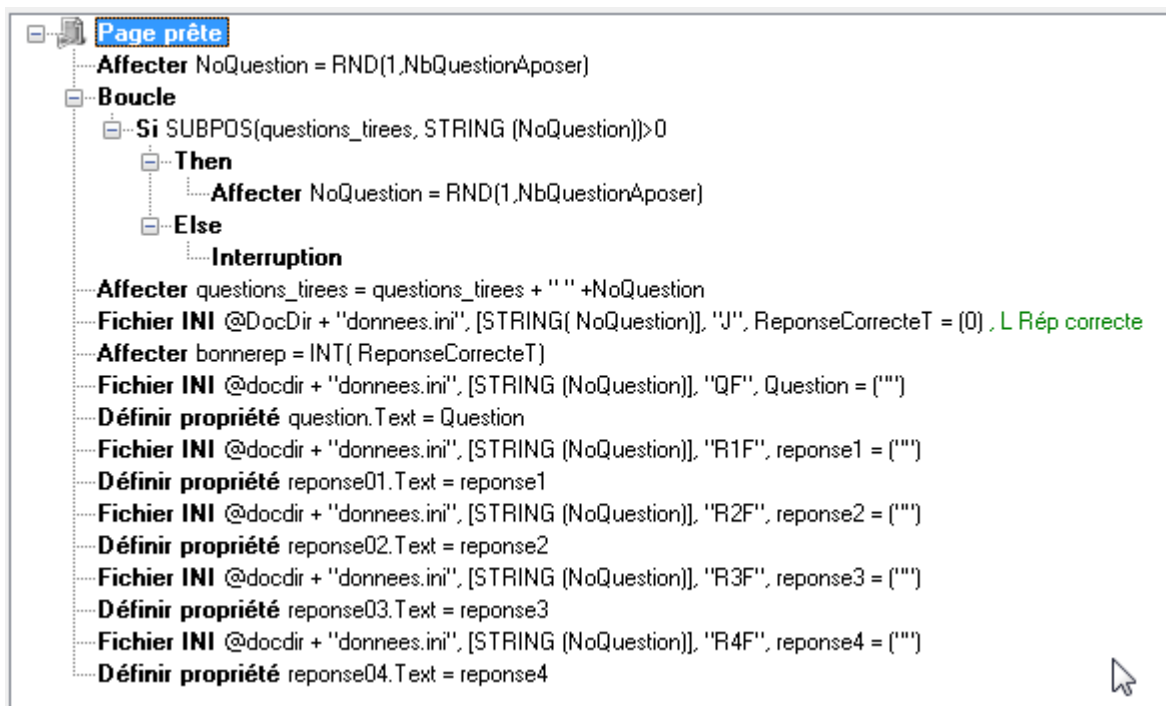 Page prête
Affecter NoQuestion = RND(1,NbQuestionAposer)
Boucle
Si SUBPOS(questions_tirees, STRING (NoQuestion))>0
Then
Affecter NoQuestion = RND(1,NbQuestionAposer)
Else
Interruption
Affecter questions_tirees = questions_tirees + " " +NoQuestion
Fichier INI @DocDir + "donnees.ini", [STRING( NoQuestion)], "J", ReponseCorrecteT = (0) , L Rép correcte
Affecter bonnerep = INT( ReponseCorrecteT)
Fichier INI @docdir + "donnees.ini", [STRING (NoQuestion)], "QF", Question = ("")
Définir propriété question.Text = Question
Fichier INI @docdir + "donnees.ini", [STRING (NoQuestion)], "R1F", reponse1 = ("")
Définir propriété reponse01.Text = reponse1
Fichier INI @docdir + "donnees.ini", [STRING (NoQuestion)], "R2F", reponse2 = ("")
Définir propriété reponse02.Text = reponse2
Fichier INI @docdir + "donnees.ini", [STRING (NoQuestion)], "R3F", reponse3 = ("")
Définir propriété reponse03.Text = reponse3
Fichier INI @docdir + "donnees.ini", [STRING (NoQuestion)], "R4F", reponse4 = ("")
Définir propriété reponse04.Text = reponse4